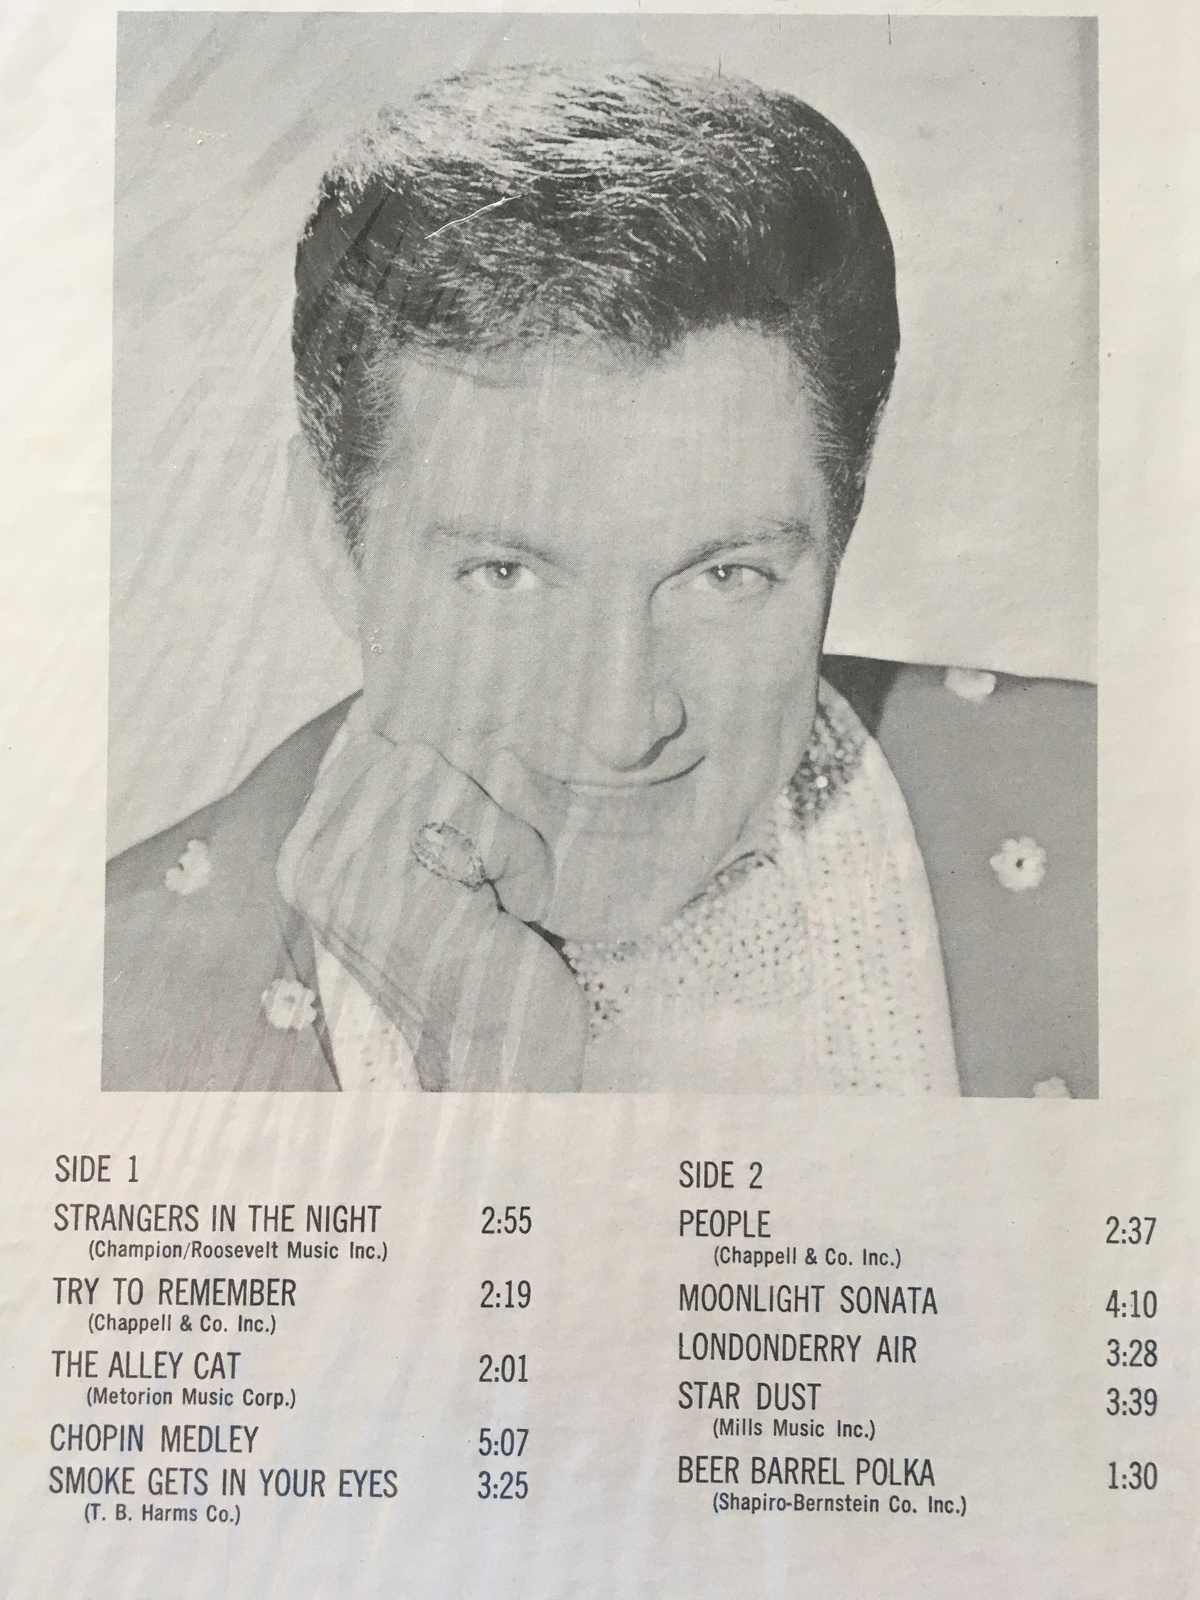 SIDE 1
STRANGERS IN THE NIGHT 2:55
(Champion/Roosevelt Music Inc.)
TRY TO REMEMBER 2:19
(Chappell & Co. Inc.)
THE ALLEY CAT 2:01
(Metorion Music Corp.)
CHOPIN MEDLEY 5:07
SMOKE GETS IN YOUR EYES 3:25
(T. B. Harms Co.)
SIDE 2
PEOPLE 2:37
(Chappell & Co. Inc.)
MOONLIGHT SONATA 4:10
LONDONDERRY AIR 3:28
STAR DUST 3:39
(Mills Music Inc.)
BEER BARREL POLKA 1:30
(Shapiro-Bernstein Co. Inc.)